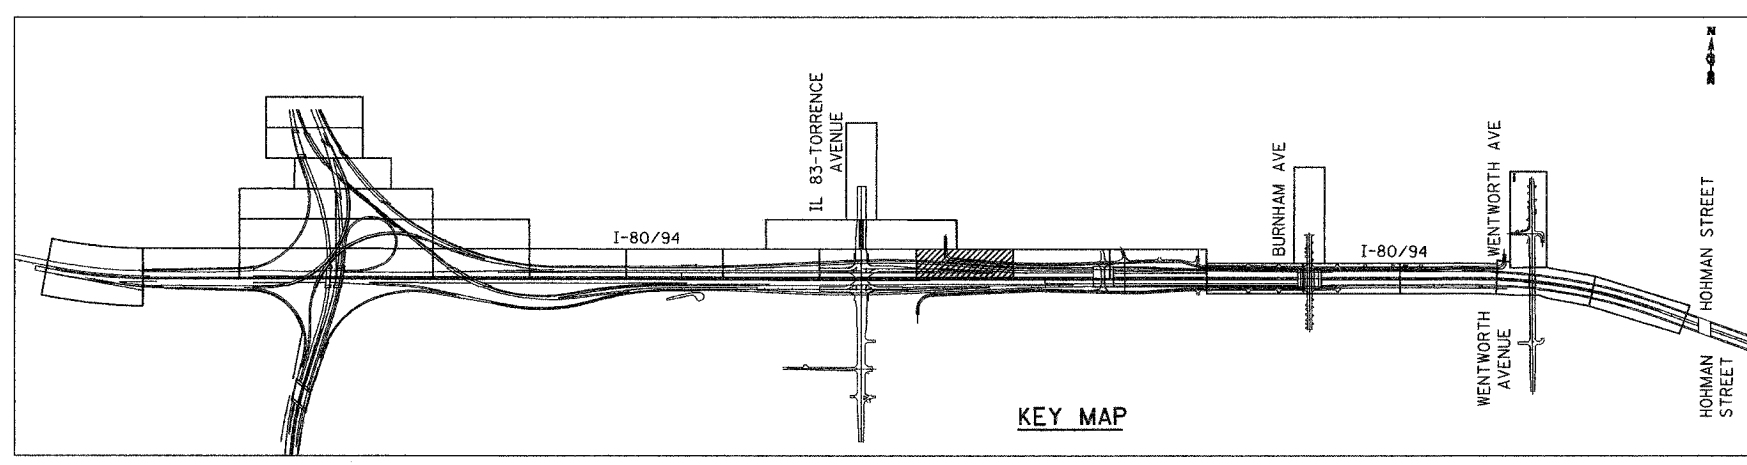 N
IL 83-TORRENCE
AVENUE
I-80/94
BURNHAM AVE
I-80/94
WENTWORTH AVE
WENTWORTH
AVENUE
HOHMAN STREET
HOHMAN
STREET
KEY MAP